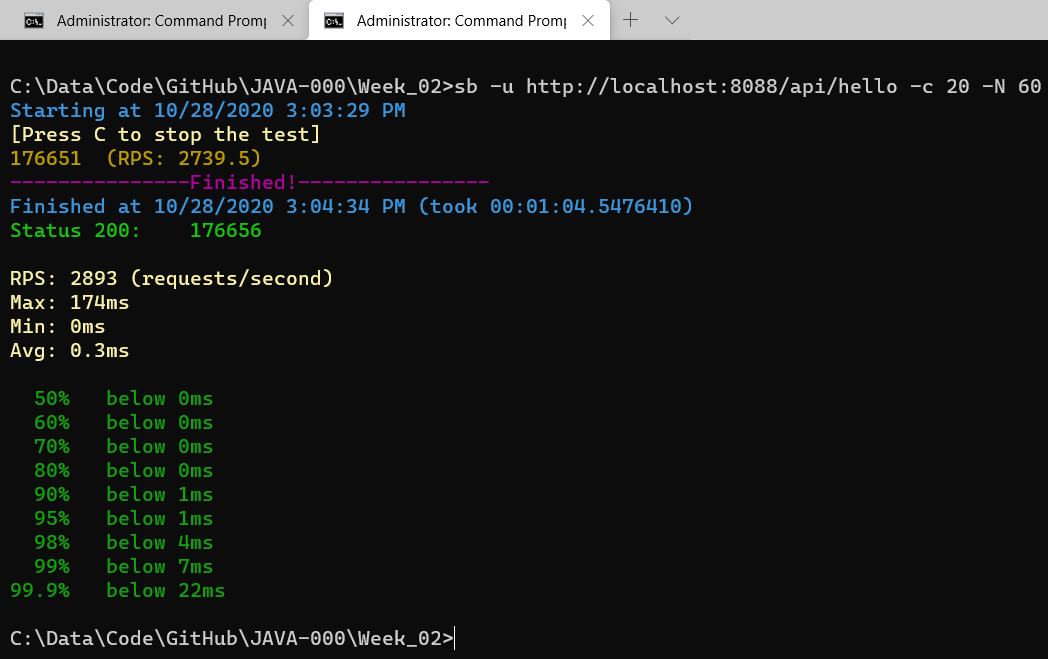 Administrator: Command Promp
Administrator: Command Promp
C:\Data\Code\GitHub\JAVA-000\Week_02>sb -u http://localhost:8088/api/hello -c 20 -N 60
Starting at 10/28/2020 3:03:29 PM
[Press C to stop the test]
176651  (RPS: 2739.5)
---------------Finished!----------------
Finished at 10/28/2020 3:04:34 PM (took 00:01:04.5476410)
Status 200:    176656
RPS: 2893 (requests/second)
Max: 174ms
Min: 0ms
Avg: 0.3ms
50%   below 0ms
60%   below 0ms
70%   below 0ms
80%   below 0ms
90%   below 1ms
95%   below 1ms
98%   below 4ms
99%   below 7ms
99.9%   below 22ms
C:\Data\Code\GitHub\JAVA-000\Week_02>